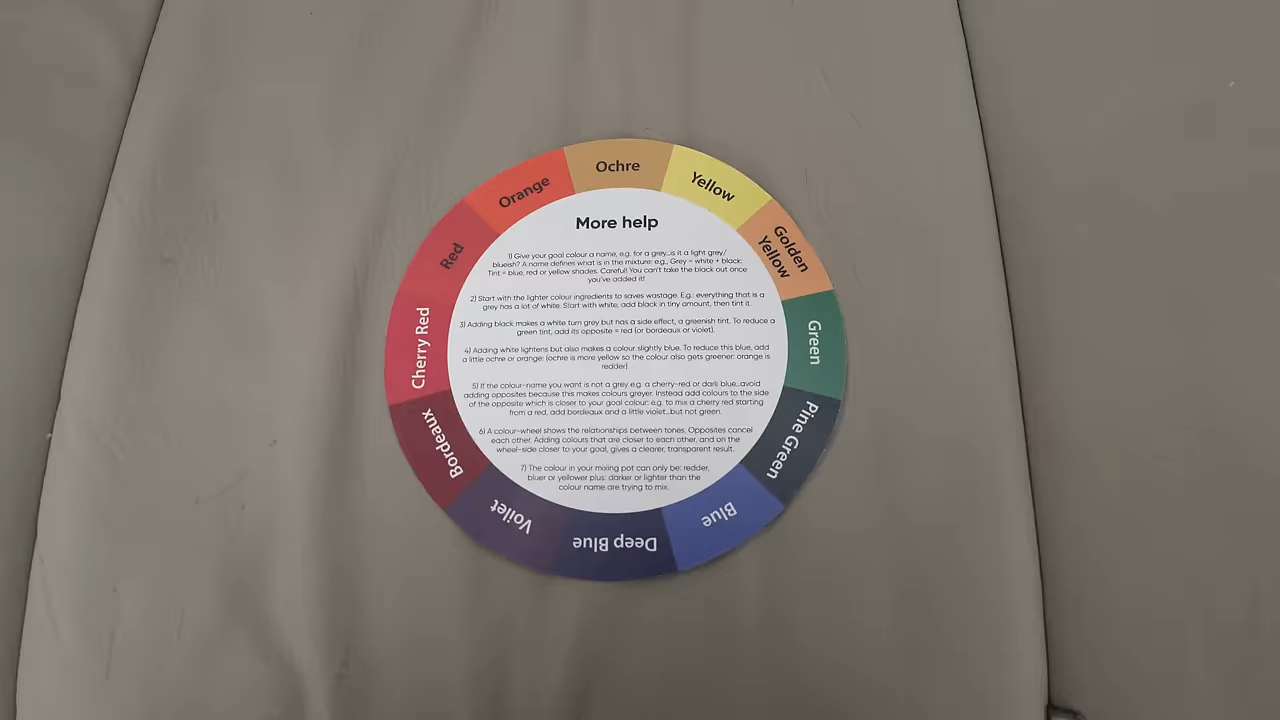 Ochre
Yellow
Golden
Yellow
Green
Pine Green
Blue
Deep Blue
Voilet
Bordeaux
Cherry Red
Red
Orange
More help
1) Give your goal colour a name, e.g. for a grey...is it a light grey/
blueish? A name defines what is in the mixture: e.g., Grey = white + black:
Tint = blue, red or yellow shades. Careful! You can't take the black out once
you've added it!
2) Start with the lighter colour ingredients to saves wastage. E.g.: everything that is a
grey has a lot of white. Start with white, add black in tiny amount, then tint it.
3) Adding black makes a white turn grey but has a side effect, a greenish tint. To reduce a
green tint, add its opposite = red (or bordeaux or violet).
4) Adding white lightens but also makes a colour slightly blue. To reduce this blue, add
a little ochre or orange: (ochre is more yellow so the colour also gets greener: orange is
redder).
5) If the colour-name you want is not a grey e.g. a cherry-red or dark blue...avoid
adding opposites because this makes colours greyer. Instead add colours to the side
of the opposite which is closer to your goal colour: e.g. to mix a cherry red starting
from a red, add bordeaux and a little violet...but not green.
6) A colour-wheel shows the relationships between tones. Opposites cancel
each other. Adding colours that are closer to each other, and on the
wheel-side closer to your goal, gives a clearer, transparent result.
7) The colour in your mixing pot can only be: redder,
bluer or yellower plus: darker or lighter than the
colour name are trying to mix.